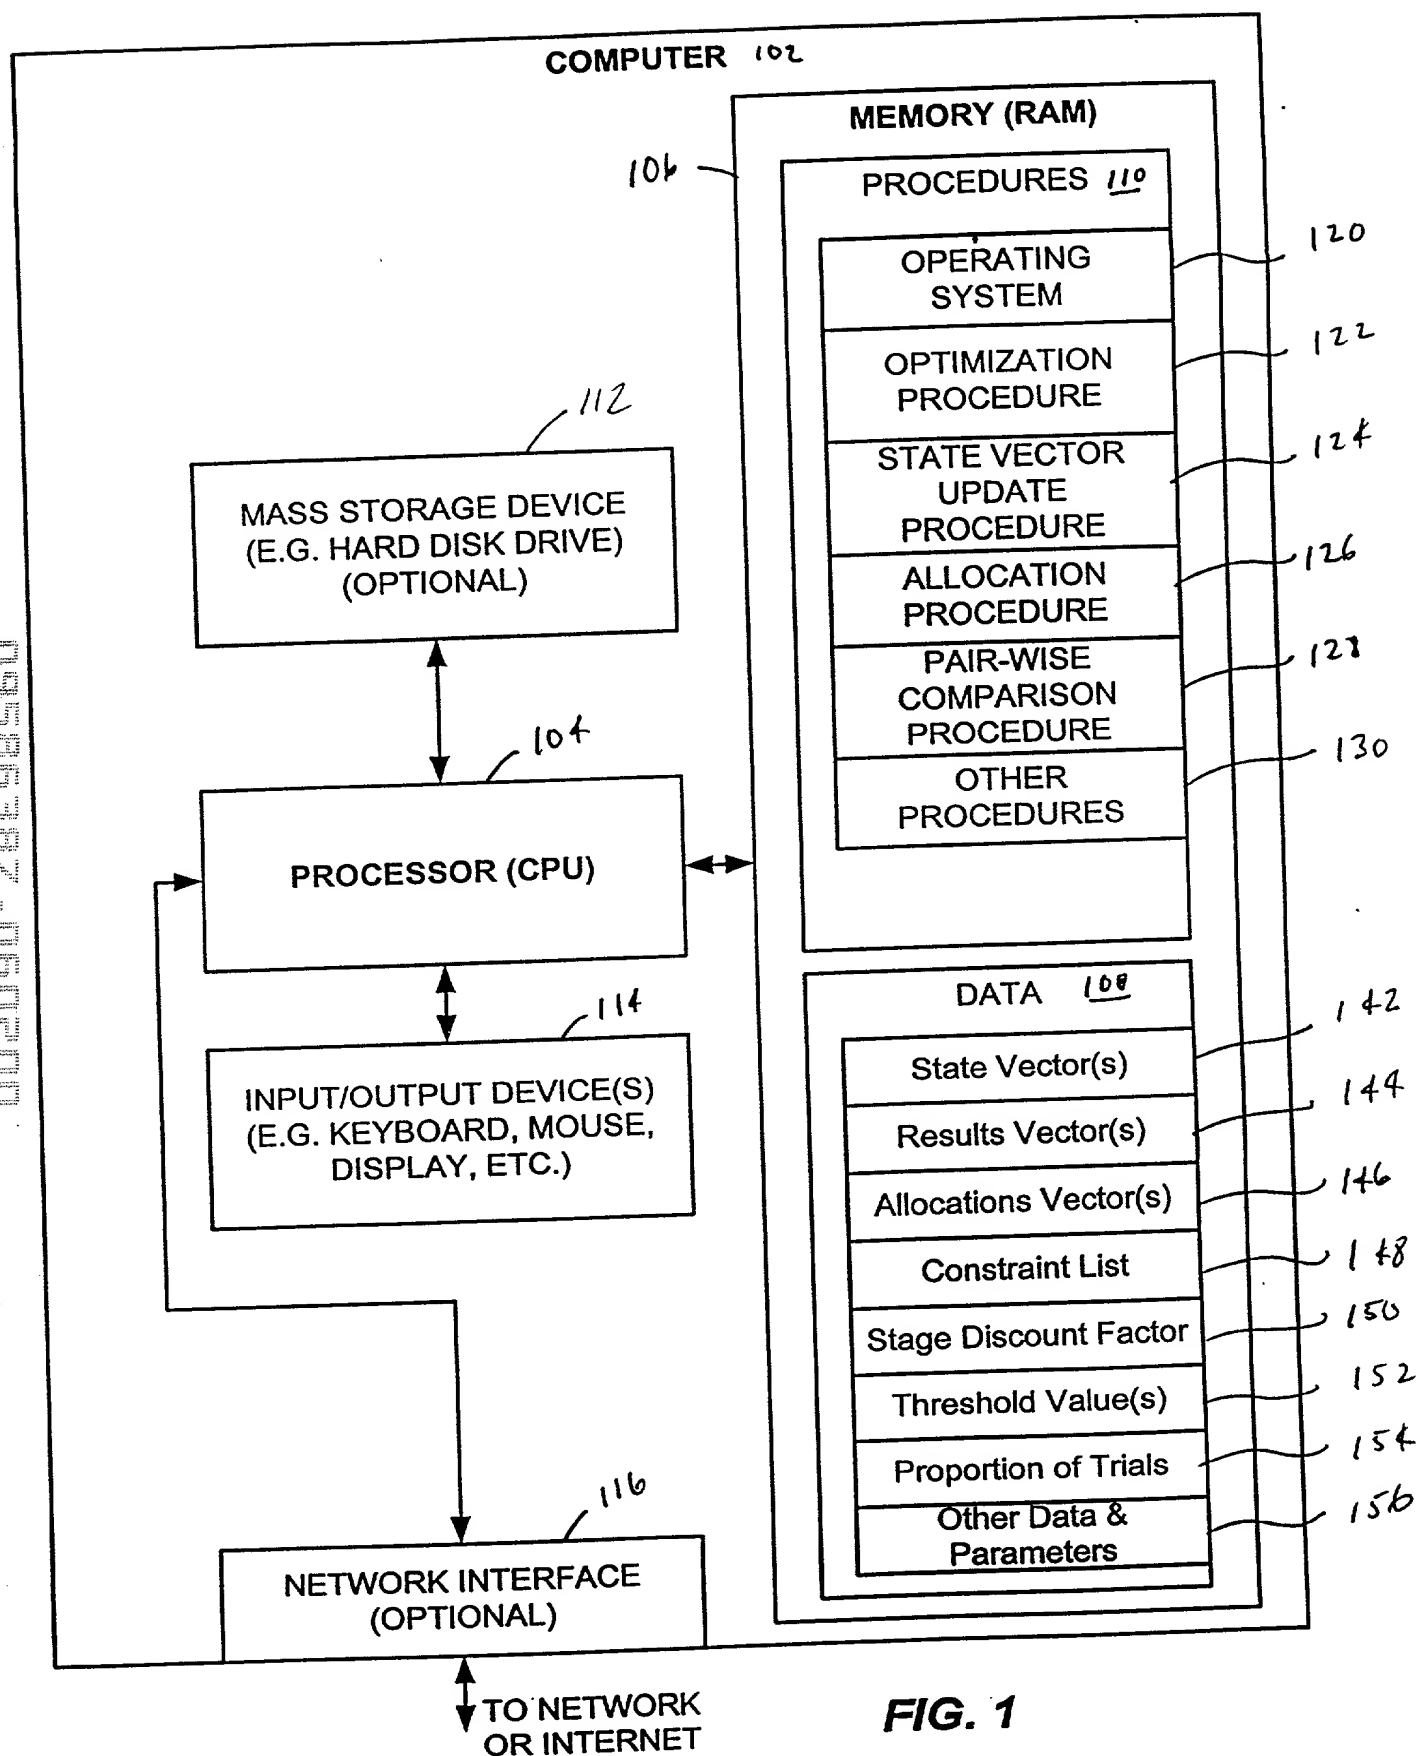 COMPUTER 102
MEMORY (RAM)
106
PROCEDURES 110
OPERATING
SYSTEM
120
OPTIMIZATION
PROCEDURE
122
STATE VECTOR
UPDATE
PROCEDURE
124
ALLOCATION
PROCEDURE
126
PAIR-WISE
COMPARISON
PROCEDURE
128
OTHER
PROCEDURES
130
112
MASS STORAGE DEVICE
(E.G. HARD DISK DRIVE)
(OPTIONAL)
104
PROCESSOR (CPU)
114
INPUT/OUTPUT DEVICE(S)
(E.G. KEYBOARD, MOUSE,
DISPLAY, ETC.)
DATA 108
State Vector(s)
142
Results Vector(s)
144
Allocations Vector(s)
146
Constraint List
148
Stage Discount Factor
150
Threshold Value(s)
152
Proportion of Trials
154
Other Data &
Parameters
156
116
NETWORK INTERFACE
(OPTIONAL)
TO NETWORK
OR INTERNET
FIG. 1